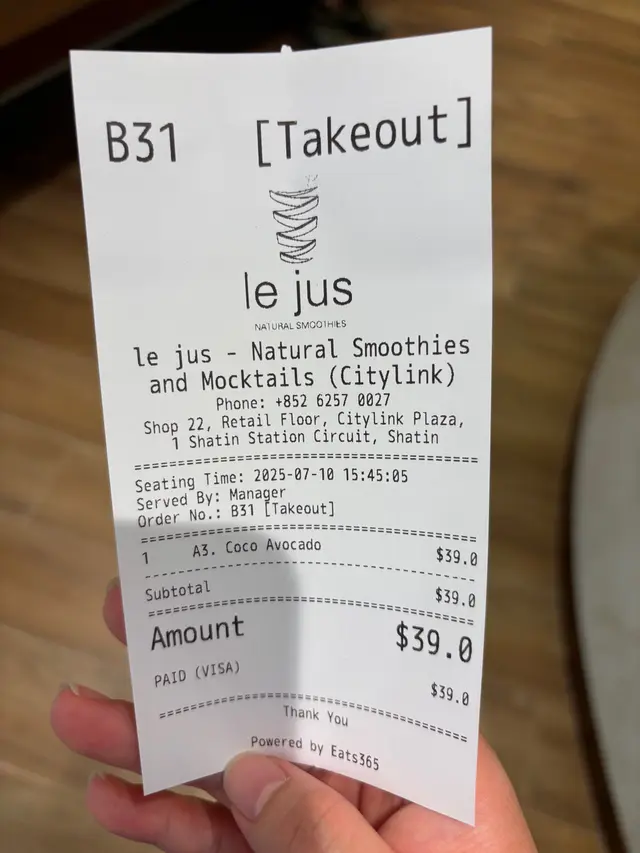 B31 [Takeout]
le jus
NATURAL SMOOTHIES
le jus - Natural Smoothies
and Mocktails (Citylink)
Phone: +852 6257 0027
Shop 22, Retail Floor, Citylink Plaza,
1 Shatin Station Circuit, Shatin
Seating Time: 2025-07-10 15:45:05
Served By: Manager
Order No.: B31 [Takeout]
1 A3. Coco Avocado $39.0
Subtotal $39.0
Amount $39.0
PAID (VISA) $39.0
Thank You
Powered by Eats365